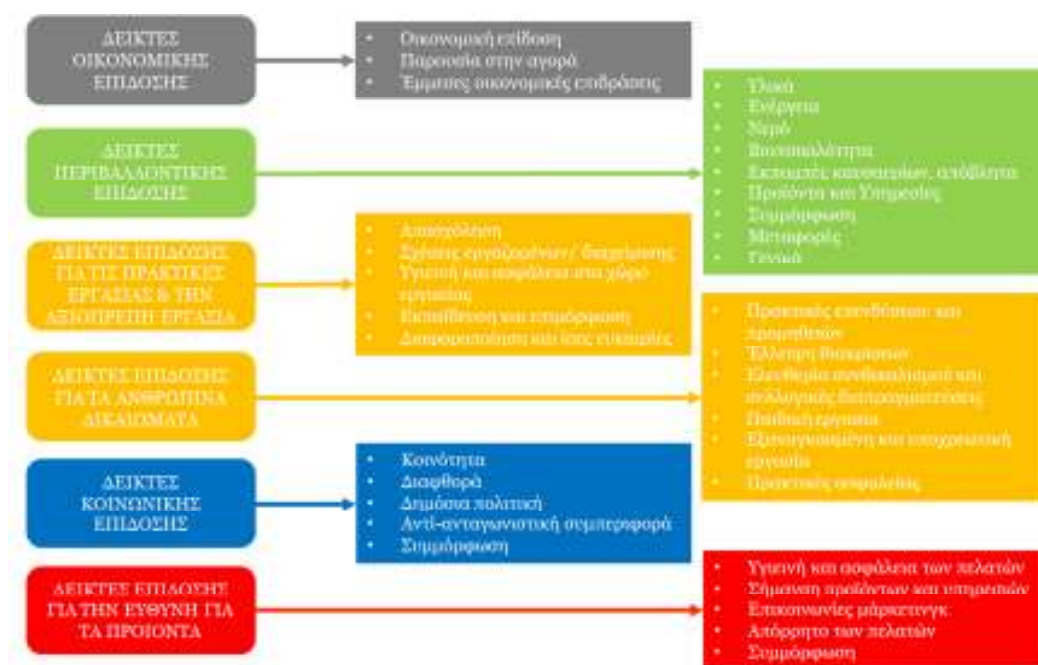 ΔΕΙΚΤΕΣ
ΟΙΚΟΝΟΜΙΚΗΣ
ΕΠΙΔΟΣΗΣ
• Οικονομική επίδοση
• Παρουσία στην αγορά
• Έμμεσες οικονομικές επιδράσεις
ΔΕΙΚΤΕΣ
ΠΕΡΙΒΑΛΛΟΝΤΙΚΗΣ
ΕΠΙΔΟΣΗΣ
• Υλικά
• Ενέργεια
• Νερό
• Βιοποικιλότητα
• Εκπομπές καυσαερίων, απόβλητα
• Προϊόντα και Υπηρεσίες
• Συμμόρφωση
• Μεταφορές
• Γενικά
ΔΕΙΚΤΕΣ ΕΠΙΔΟΣΗΣ
ΓΙΑ ΤΙΣ ΠΡΑΚΤΙΚΕΣ
ΕΡΓΑΣΙΑΣ & ΤΗΝ
ΑΞΙΟΠΡΕΠΗ ΕΡΓΑΣΙΑ
• Απασχόληση
• Σχέσεις εργαζομένων/ διαχείρισης
• Υγιεινή και ασφάλεια στο χώρο
εργασίας
• Εκπαίδευση και επιμόρφωση
• Διαφοροποίηση και ίσες ευκαιρίες
ΔΕΙΚΤΕΣ ΕΠΙΔΟΣΗΣ
ΓΙΑ ΤΑ ΑΝΘΡΩΠΙΝΑ
ΔΙΚΑΙΩΜΑΤΑ
• Πρακτικές επενδύσεων και
προμηθειών
• Έλλειψη διακρίσεων
• Ελευθερία συνδικαλισμού και
συλλογικές διαπραγματεύσεις
• Παιδική εργασία
• Εξαναγκασμένη και υποχρεωτική
εργασία
• Πρακτικές ασφαλείας
ΔΕΙΚΤΕΣ
ΚΟΙΝΩΝΙΚΗΣ
ΕΠΙΔΟΣΗΣ
• Κοινότητα
• Διαφθορά
• Δημόσια πολιτική
• Αντί-ανταγωνιστική συμπεριφορά
• Συμμόρφωση
ΔΕΙΚΤΕΣ ΕΠΙΔΟΣΗΣ
ΓΙΑ ΤΗΝ ΕΥΘΥΝΗ ΓΙΑ
ΤΑ ΠΡΟΪΟΝΤΑ
• Υγιεινή και ασφάλεια των πελατών
• Σήμανση προϊόντων και υπηρεσιών
• Επικοινωνίες μάρκετινγκ
• Απόρρητο των πελατών
• Συμμόρφωση